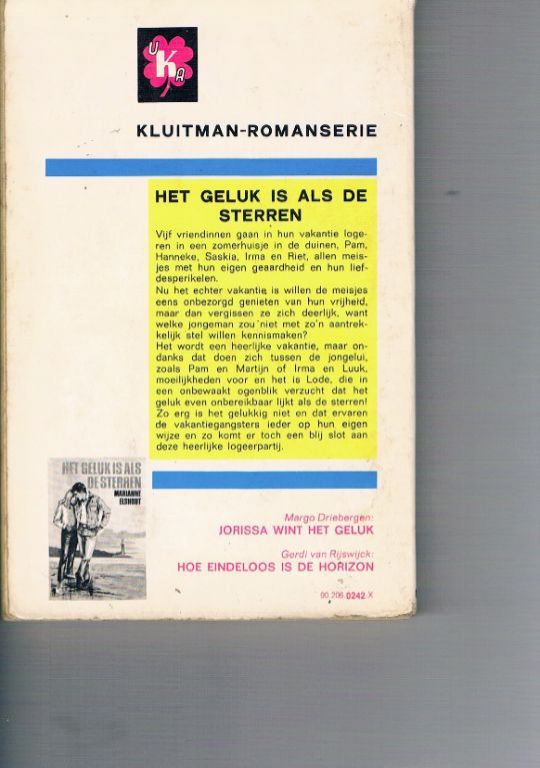 UKA
KLUITMAN-ROMANSERIE
HET GELUK IS ALS DE
STERREN
Vijf vriendinnen gaan in hun vakantie loge-
ren in een zomerhuisje in de duinen, Pam,
Hanneke, Saskia, Irma en Riet, allen meis-
jes met hun eigen geaardheid en hun lief-
desperikelen.
Nu het echter vakantie is willen de meisjes
eens onbezorgd genieten van hun vrijheid,
maar dan vergissen ze zich deerlijk, want
welke jongeman zou niet met zo'n aantrek-
kelijk stel willen kennismaken?
Het wordt een heerlijke vakantie, maar on-
danks dat doen zich tussen de jongelui,
zoals Pam en Martijn of Irma en Luuk,
moeilijkheden voor en het is Lode, die in
een onbewaakt ogenblik verzucht dat het
geluk even onbereikbaar lijkt als de sterren!
Zo erg is het gelukkig niet en dat ervaren
de vakantiegangsters ieder op hun eigen
wijze en zo komt er toch een blij slot aan
deze heerlijke logeerpartij.
HET GELUK IS ALS
DE STERREN
MARIANNE
ELSHOUT
Margo Driebergen:
JORISSA WINT HET GELUK
Gerdi van Rijswijck:
HOE EINDELOOS IS DE HORIZON
90.206.0242 X